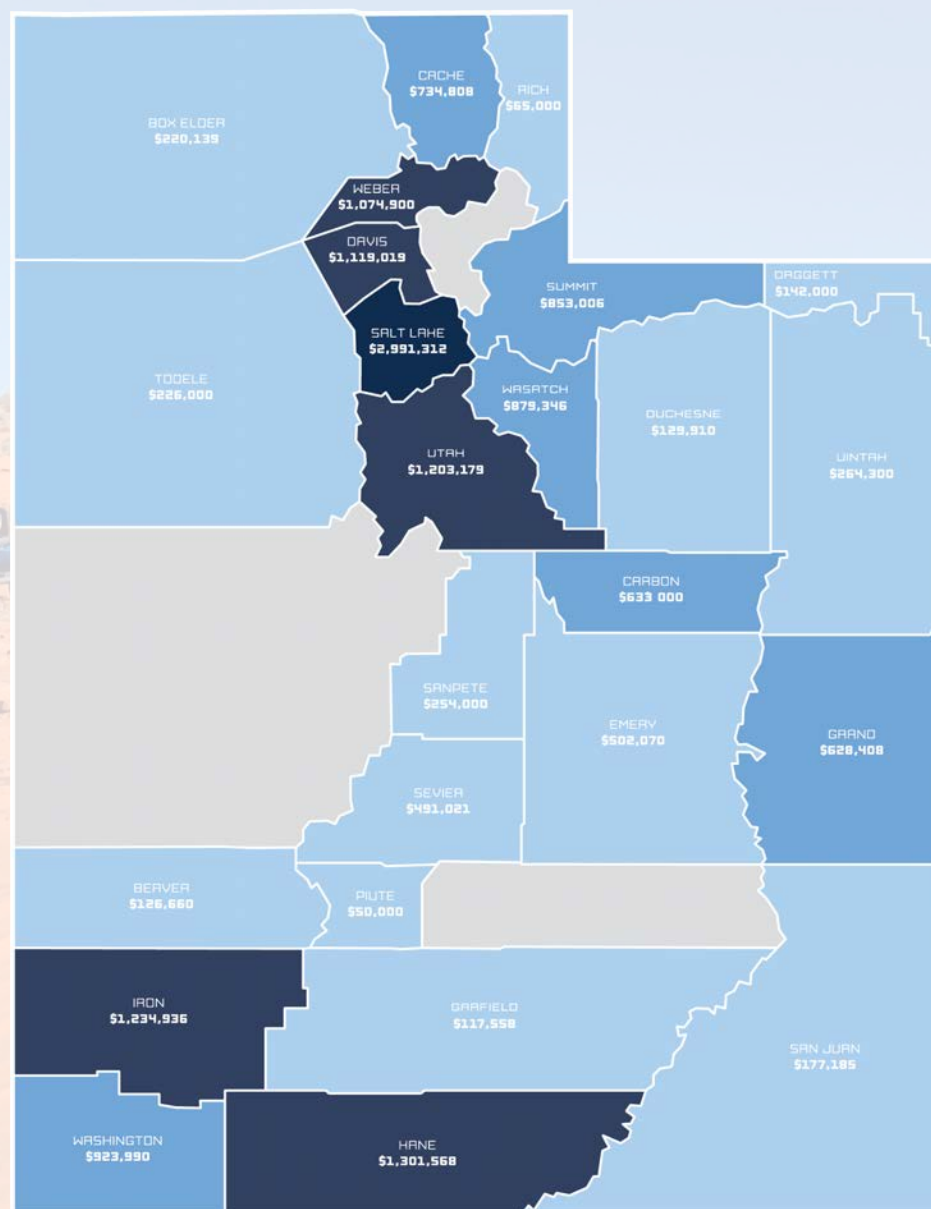 CACHE
$734,808
RICH
$65,000
BOX ELDER
$220,139
WEBER
$1,074,900
DAVIS
$1,119,019
SUMMIT
$853,006
DAGGETT
$142,000
SALT LAKE
$2,991,312
TOOELE
$226,000
WASATCH
$879,346
DUCHESNE
$129,910
UINTAH
$264,300
UTAH
$1,203,179
CARBON
$633 000
SANPETE
$254,000
EMERY
$502,070
GRAND
$628,408
SEVIER
$491,021
BEAVER
$126,660
PIUTE
$50,000
IRON
$1,234,936
GARFIELD
$117,558
SAN JUAN
$177,185
WASHINGTON
$923,990
KANE
$1,301,568